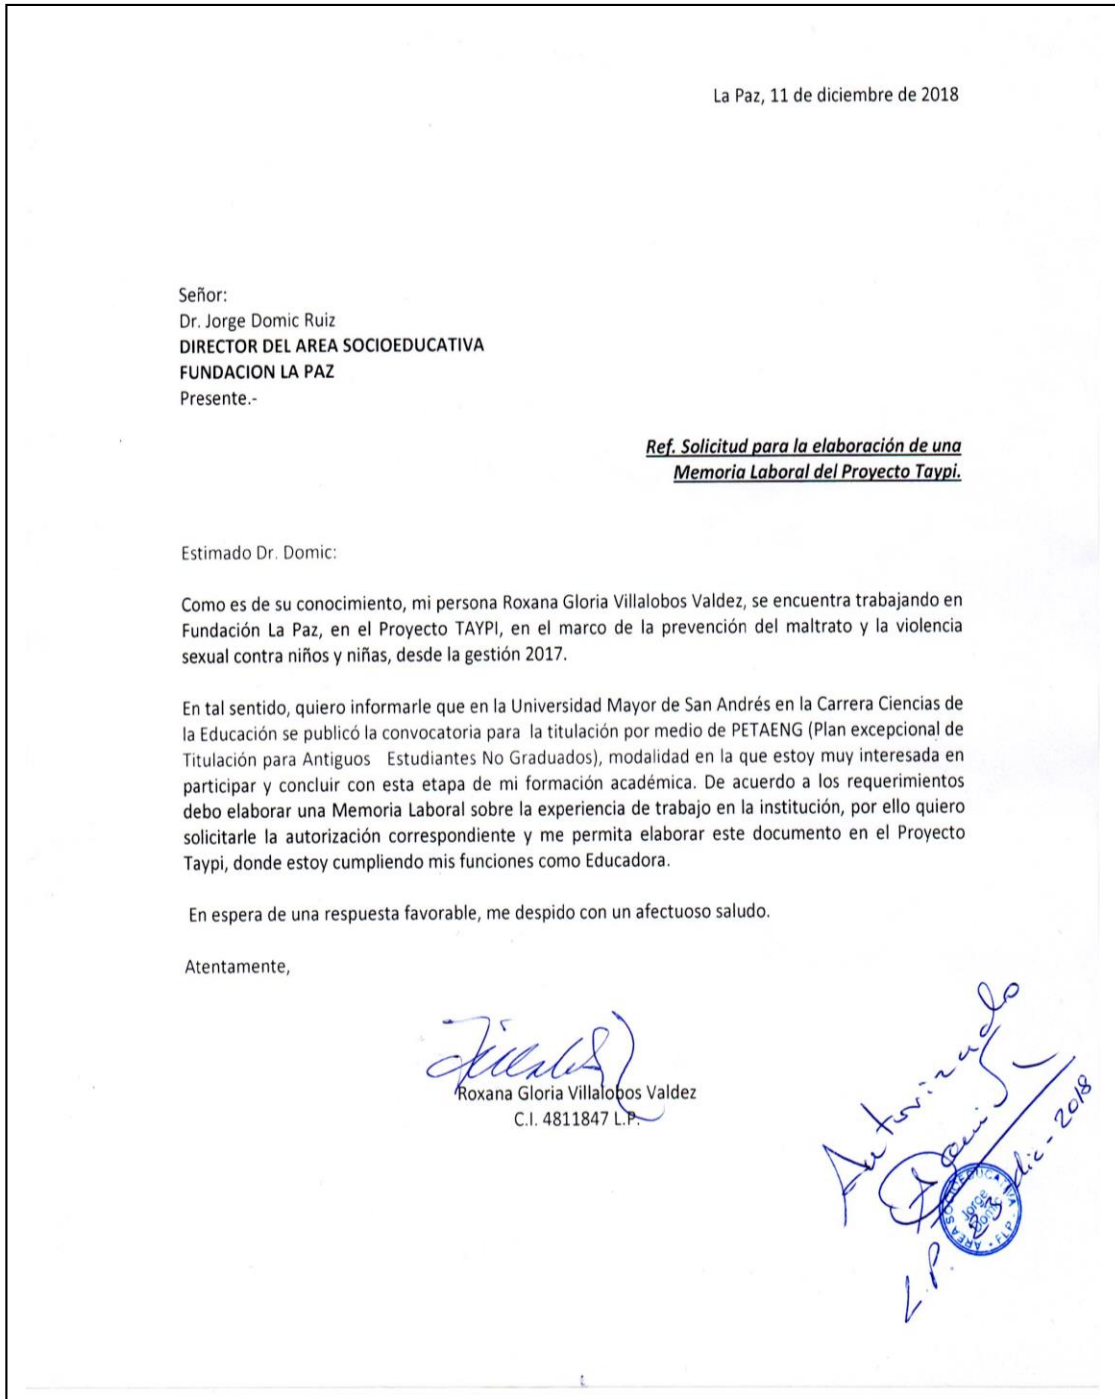 La Paz, 11 de diciembre de 2018
Señor:
Dr. Jorge Domic Ruiz
DIRECTOR DEL AREA SOCIOEDUCATIVA
FUNDACION LA PAZ
Presente.-
Ref. Solicitud para la elaboración de una
Memoria Laboral del Proyecto Taypi.
Estimado Dr. Domic:
Como es de su conocimiento, mi persona Roxana Gloria Villalobos Valdez, se encuentra trabajando en
Fundación La Paz, en el Proyecto TAYPI, en el marco de la prevención del maltrato y la violencia
sexual contra niños y niñas, desde la gestión 2017.
En tal sentido, quiero informarle que en la Universidad Mayor de San Andrés en la Carrera Ciencias de
la Educación se publicó la convocatoria para la titulación por medio de PETAENG (Plan excepcional de
Titulación para Antiguos Estudiantes No Graduados), modalidad en la que estoy muy interesada en
participar y concluir con esta etapa de mi formación académica. De acuerdo a los requerimientos
debo elaborar una Memoria Laboral sobre la experiencia de trabajo en la institución, por ello quiero
solicitarle la autorización correspondiente y me permita elaborar este documento en el Proyecto
Taypi, donde estoy cumpliendo mis funciones como Educadora.
En espera de una respuesta favorable, me despido con un afectuoso saludo.
Atentamente,
Roxana Gloria Villalobos Valdez
C.I. 4811847 L.P.
Autorizado
AREA SOCIOEDUCATIVA - FLP -
Jorge
Domic
L.P. dic - 2018